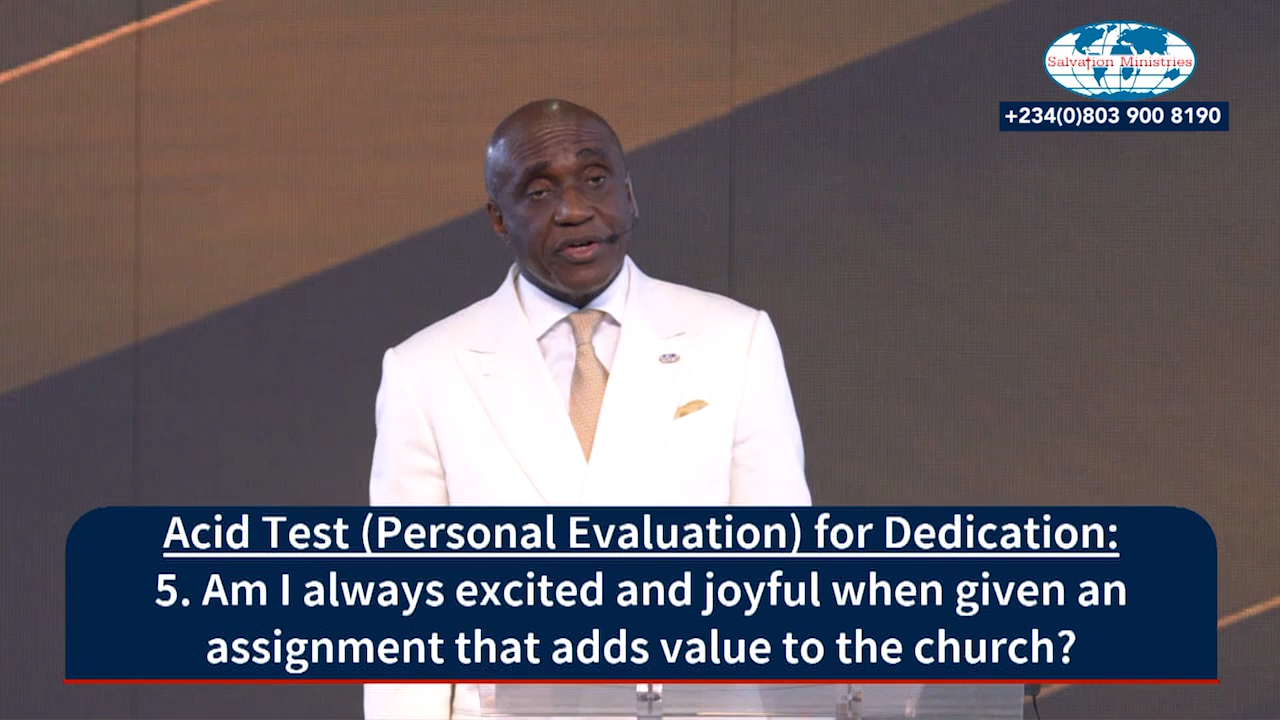 Salvation Ministries
+234(0)803 900 8190
Acid Test (Personal Evaluation) for Dedication:
5. Am I always excited and joyful when given an
assignment that adds value to the church?